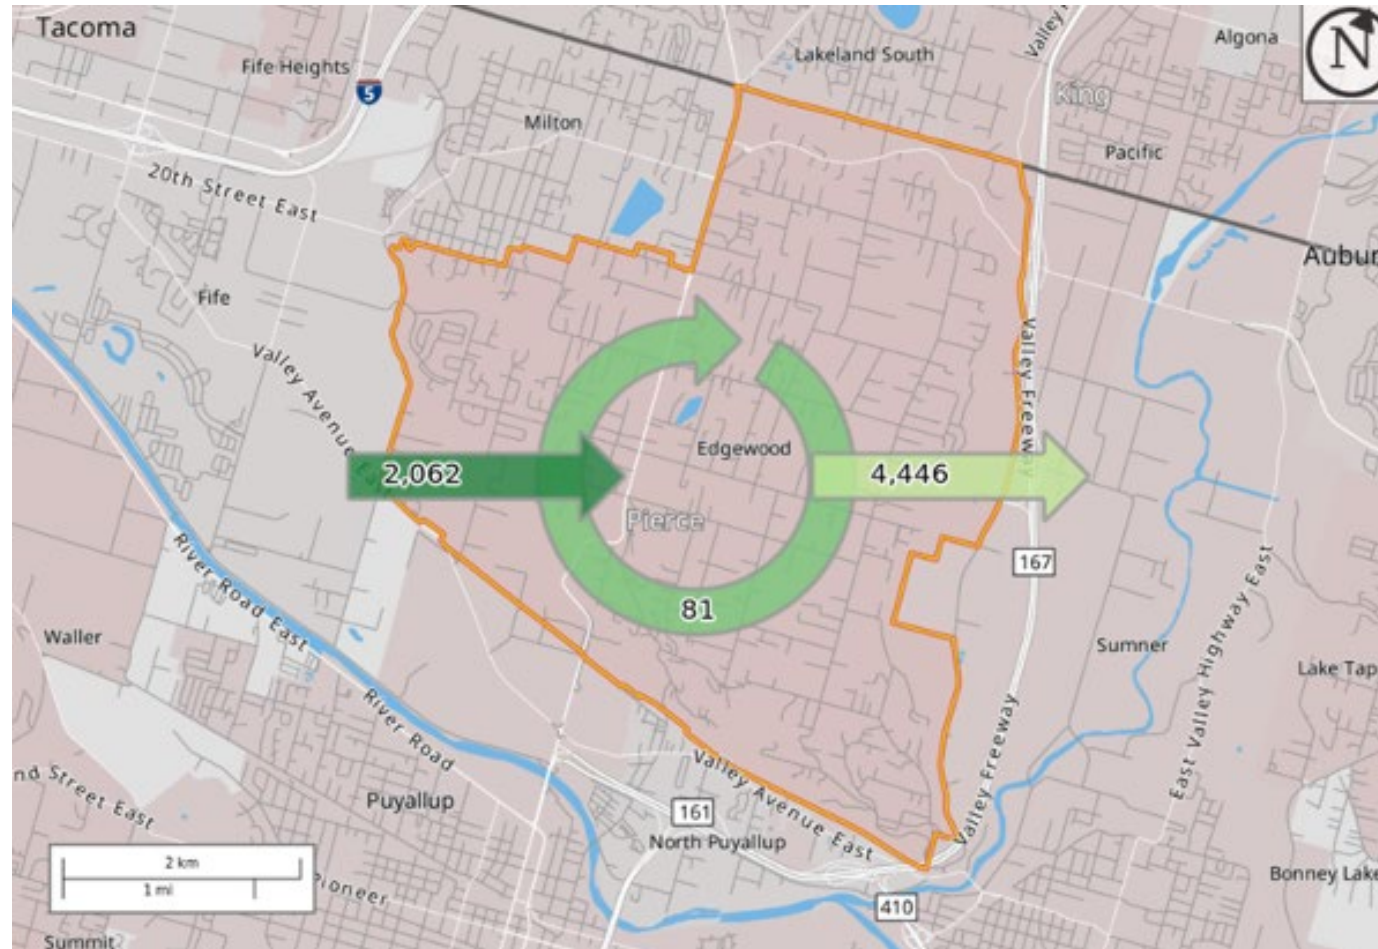 Tacoma
Fife Heights
5
Lakeland South
Valley
Algona
N
King
Milton
Pacific
20th Street East
Auburn
Fife
Valley Avenue
Valley Freeway
Edgewood
2,062
4,446
Pierce
167
81
River Road East
Waller
Sumner
East Valley Highway East
Lake Tap
River Road
Valley Freeway
nd Street East
Puyallup
Valley Avenue East
161
North Puyallup
2 km
1 mi
Pioneer
Bonney Lake
410
Summit